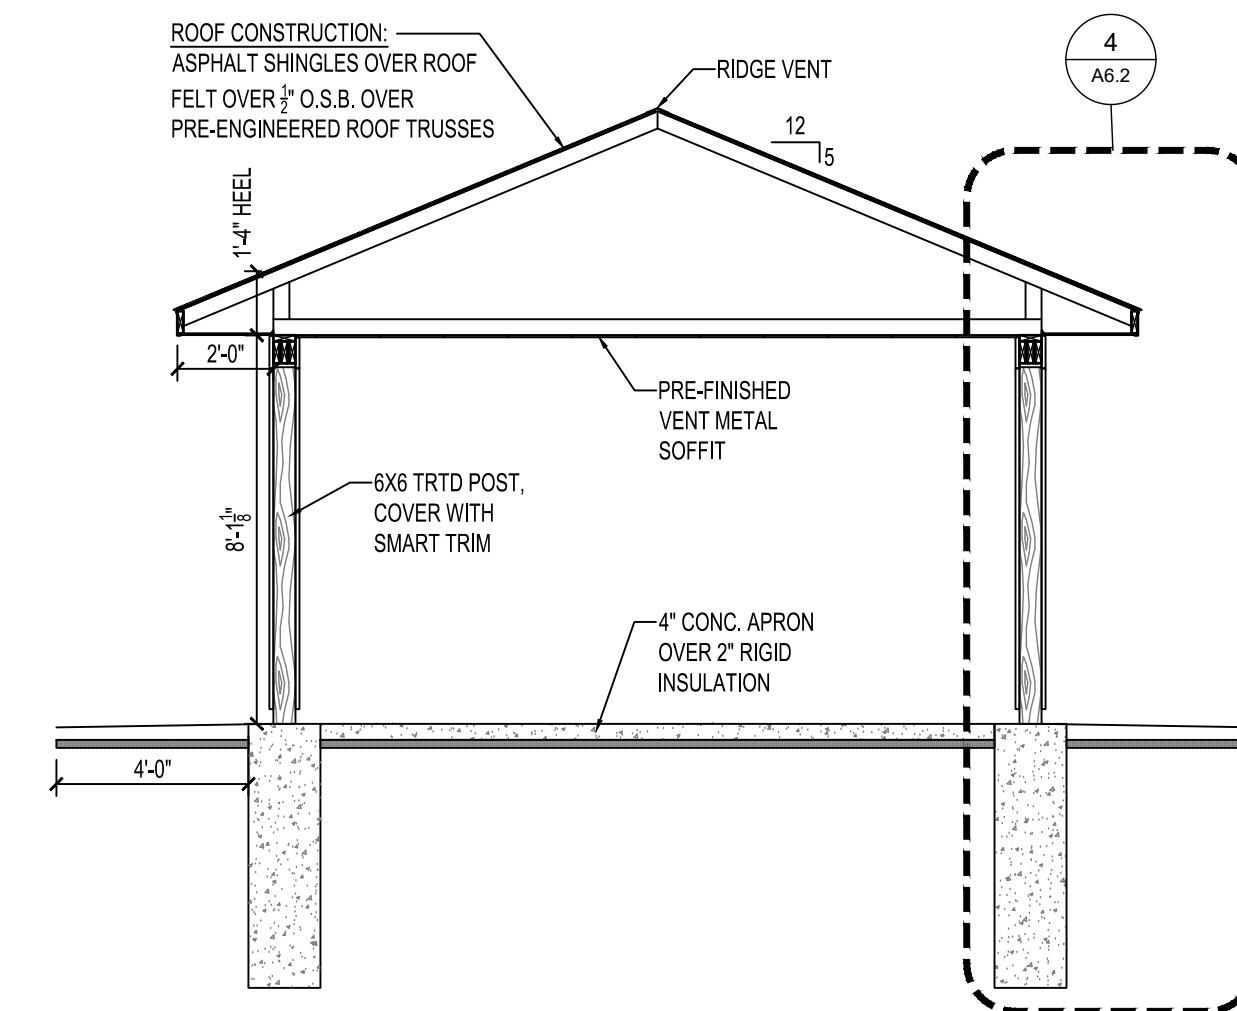 ROOF CONSTRUCTION:
ASPHALT SHINGLES OVER ROOF
FELT OVER ½" O.S.B. OVER
PRE-ENGINEERED ROOF TRUSSES
RIDGE VENT
4
A6.2
12
5
1'-4" HEEL
2'-0"
PRE-FINISHED
VENT METAL
SOFFIT
6X6 TRTD POST,
COVER WITH
SMART TRIM
8'-1⅛"
4" CONC. APRON
OVER 2" RIGID
INSULATION
4'-0"